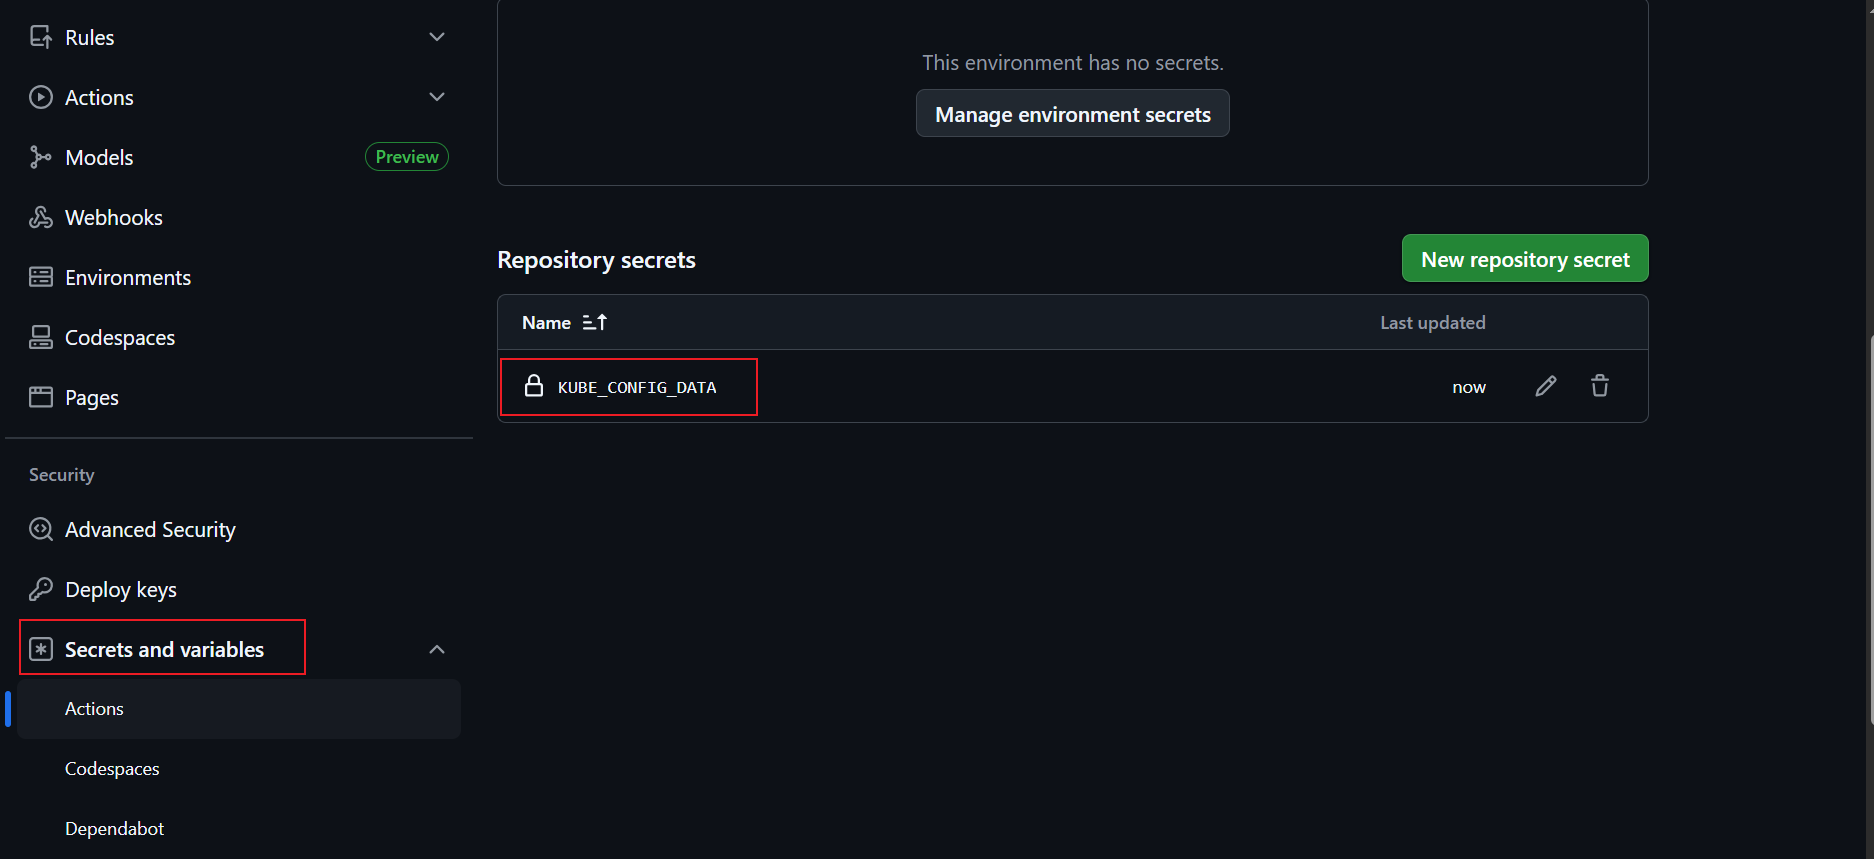 Rules
Actions
Models
Preview
Webhooks
Environments
Codespaces
Pages
Security
Advanced Security
Deploy keys
Secrets and variables
Actions
Codespaces
Dependabot
This environment has no secrets.
Manage environment secrets
Repository secrets
New repository secret
Name
Last updated
KUBE_CONFIG_DATA
now